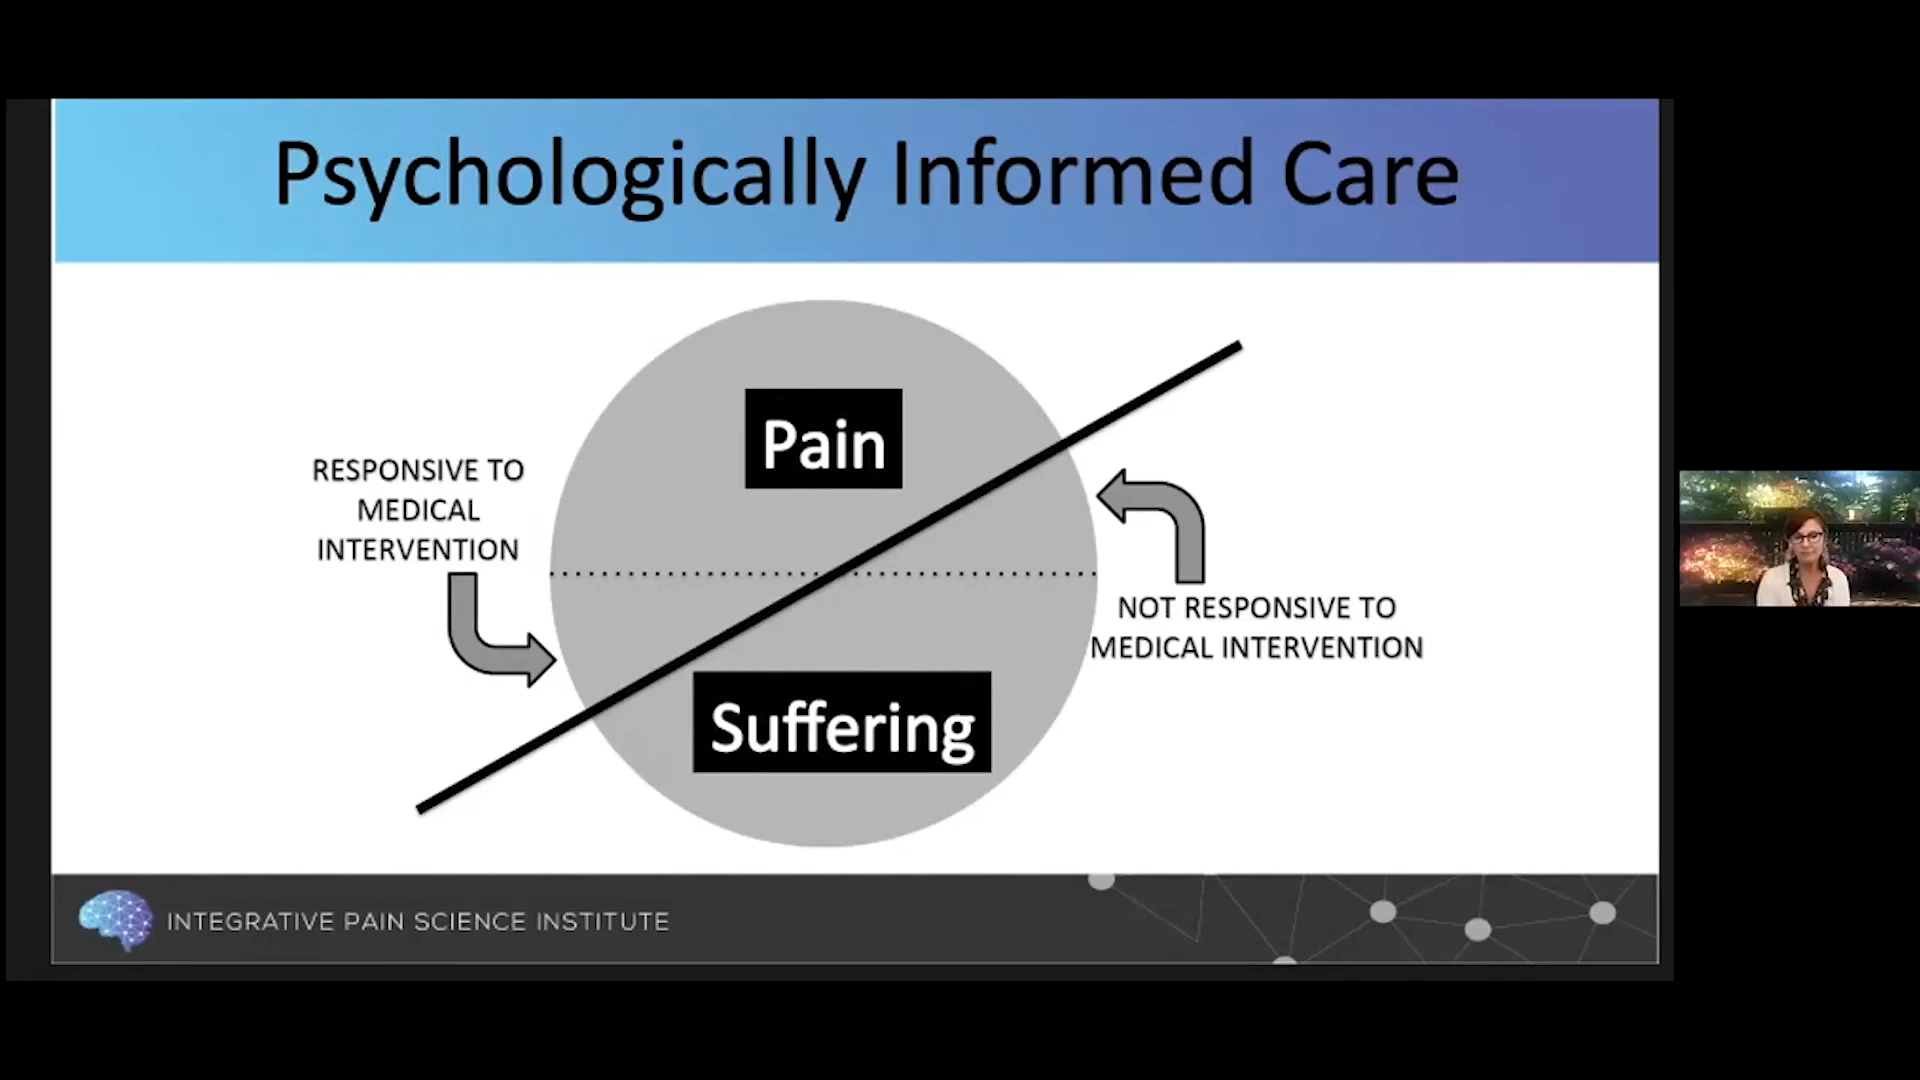 Psychologically Informed Care
Pain
RESPONSIVE TO
MEDICAL
INTERVENTION
NOT RESPONSIVE TO
MEDICAL INTERVENTION
Suffering
INTEGRATIVE PAIN SCIENCE INSTITUTE